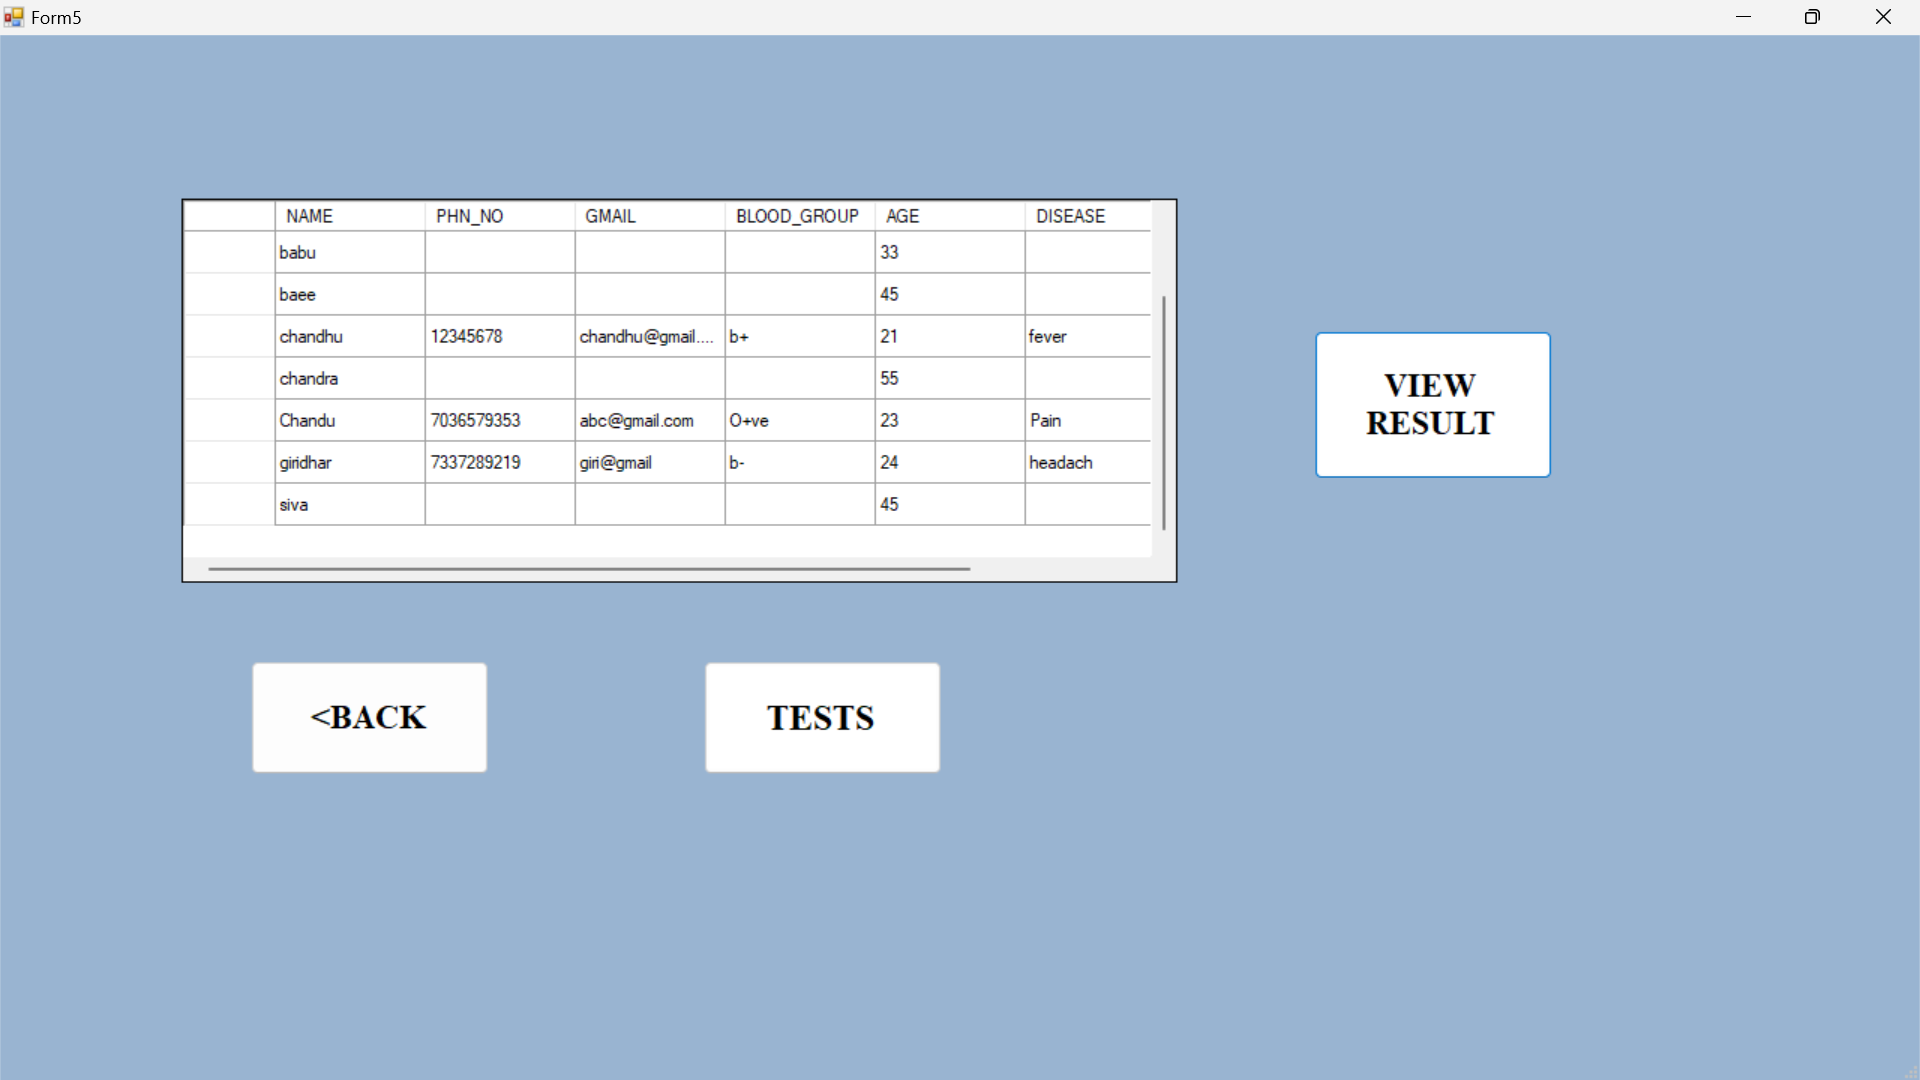 Form5
NAME PHN_NO GMAIL BLOOD_GROUP AGE DISEASE
babu 33
baee 45
chandhu 12345678 chandhu@gmail.... b+ 21 fever
chandra 55
Chandu 7036579353 abc@gmail.com O+ve 23 Pain
giridhar 7337289219 giri@gmail b- 24 headach
siva 45
VIEW
RESULT
<BACK TESTS